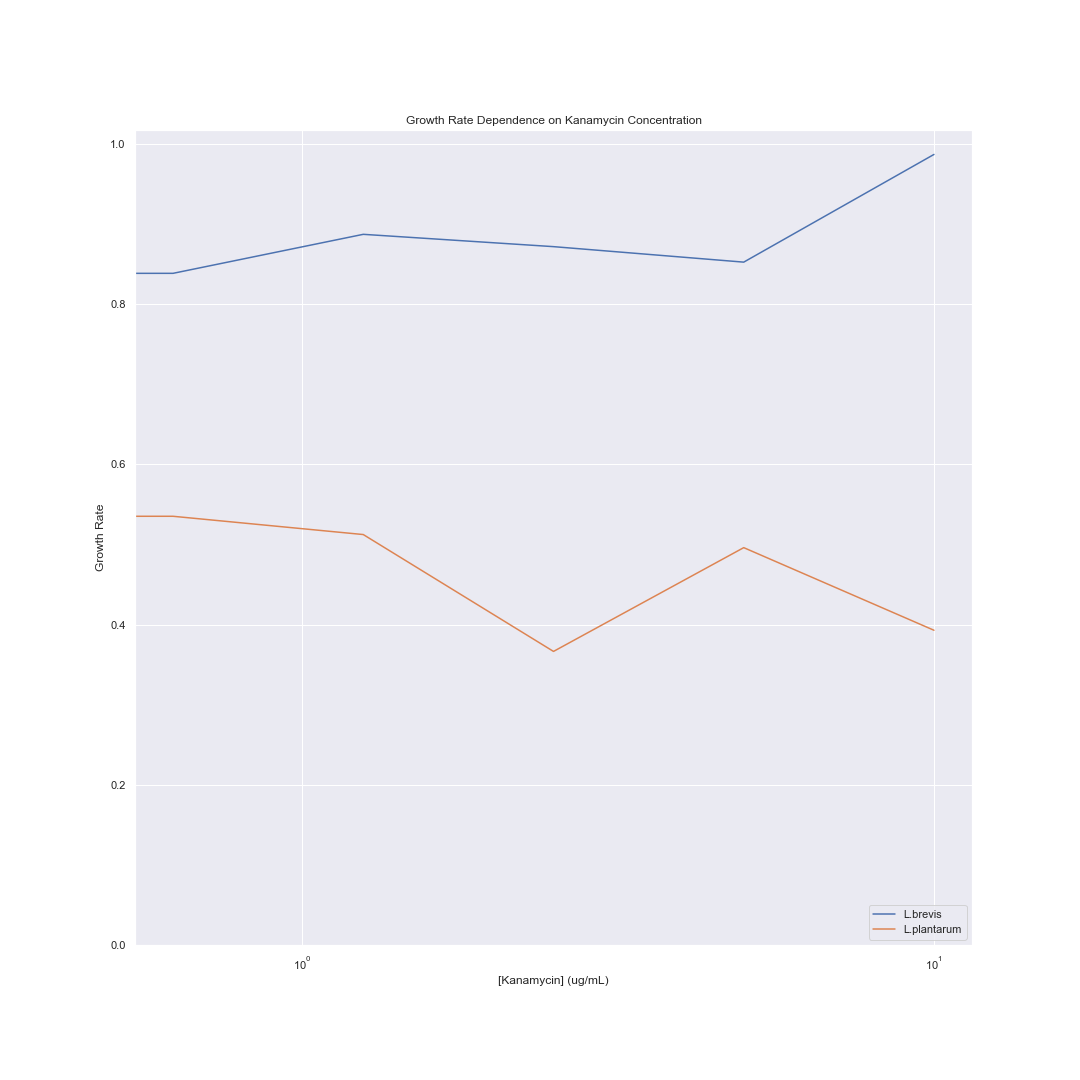 Growth Rate Dependence on Kanamycin Concentration
1.0
0.8
0.6
0.4
0.2
0.0
Growth Rate
10⁰
10¹
[Kanamycin] (ug/mL)
L.brevis
L.plantarum